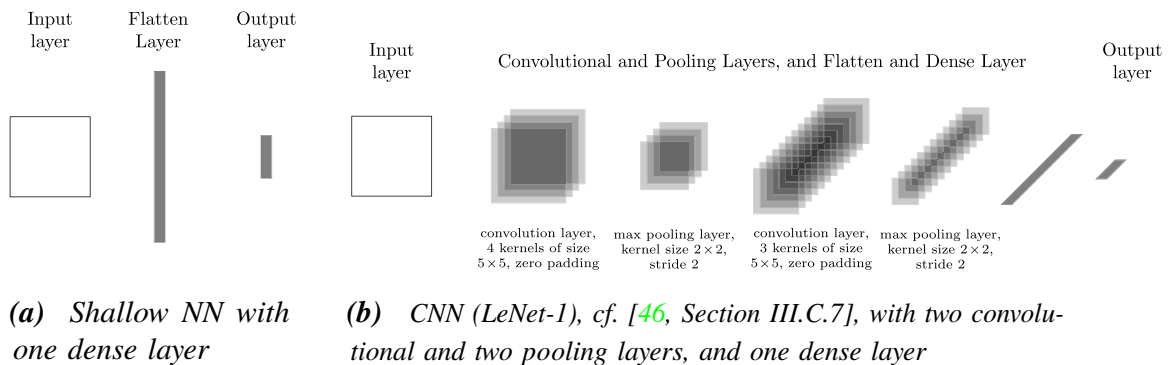 Input
layer
Flatten
Layer
Output
layer
Input
layer
Convolutional and Pooling Layers, and Flatten and Dense Layer
Output
layer
convolution layer,
4 kernels of size
5×5, zero padding
max pooling layer,
kernel size 2×2,
stride 2
convolution layer,
3 kernels of size
5×5, zero padding
max pooling layer,
kernel size 2×2,
stride 2
(a) Shallow NN with
one dense layer
(b) CNN (LeNet-1), cf. [46, Section III.C.7], with two convolu-
tional and two pooling layers, and one dense layer